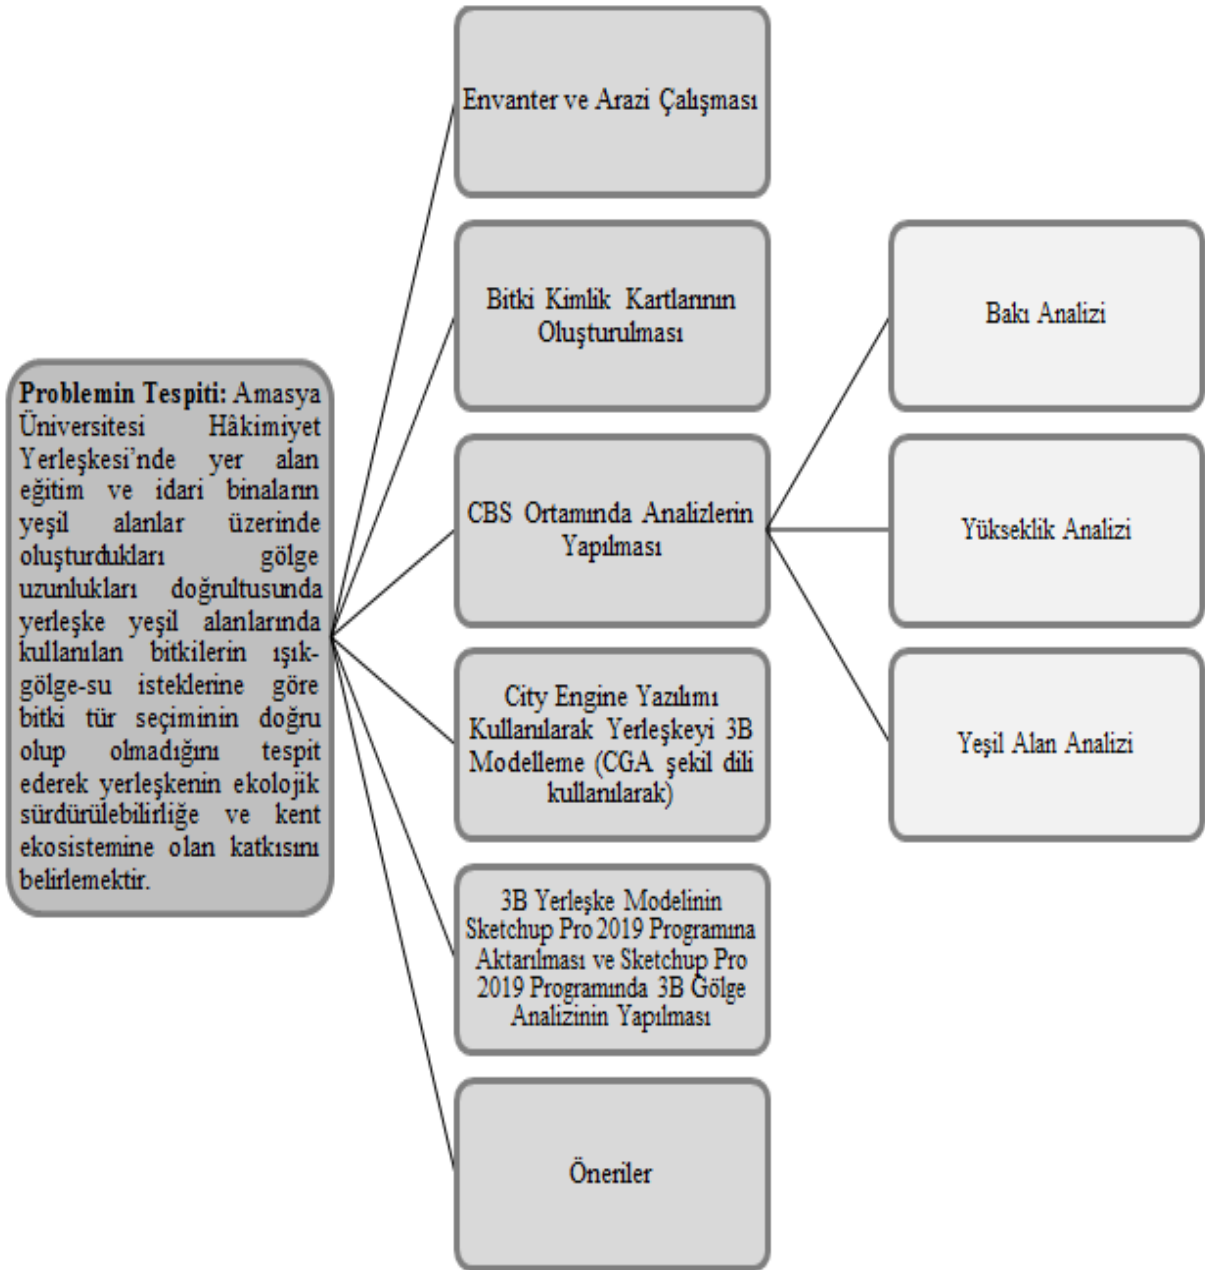 Problemin Tespiti: Amasya
Üniversitesi Hâkimiyet
Yerleşkesi’nde yer alan
eğitim ve idari binaların
yeşil alanlar üzerinde
oluşturdukları gölge
uzunlukları doğrultusunda
yerleşke yeşil alanlarında
kullanılan bitkilerin ışık-
gölge-su isteklerine göre
bitki tür seçiminin doğru
olup olmadığını tespit
ederek yerleşkenin ekolojik
sürdürülebilirliğe ve kent
ekosistemine olan katkısını
belirlemektir.
Envanter ve Arazi Çalışması
Bitki Kimlik Kartlarının
Oluşturulması
CBS Ortamında Analizlerin
Yapılması
City Engine Yazılımı
Kullanılarak Yerleşkeyi 3B
Modelleme (CGA şekil dili
kullanılarak)
3B Yerleşke Modelinin
Sketchup Pro 2019 Programına
Aktarılması ve Sketchup Pro
2019 Programında 3B Gölge
Analizinin Yapılması
Öneriler
Bakı Analizi
Yükseklik Analizi
Yeşil Alan Analizi